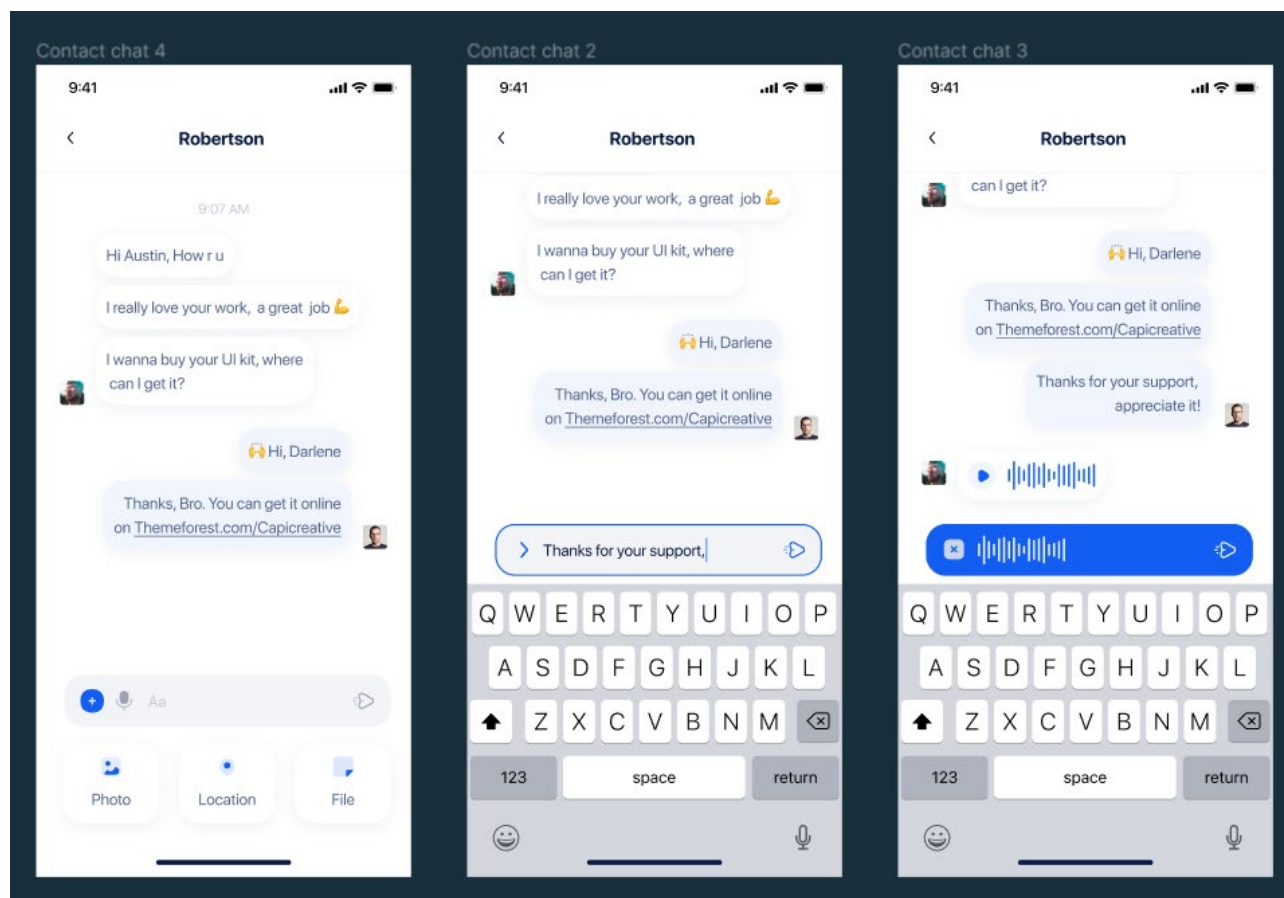 Contact chat 4
9:41
Robertson
9:07 AM
Hi Austin, How r u
I really love your work, a great job 💪
I wanna buy your UI kit, where
can I get it?
🙌 Hi, Darlene
Thanks, Bro. You can get it online
on Themeforest.com/Capicreative
Aa
Photo
Location
File
Contact chat 2
9:41
Robertson
I really love your work, a great job 💪
I wanna buy your UI kit, where
can I get it?
🙌 Hi, Darlene
Thanks, Bro. You can get it online
on Themeforest.com/Capicreative
Thanks for your support,
Q W E R T Y U I O P
A S D F G H J K L
Z X C V B N M
123 space return
Contact chat 3
9:41
Robertson
can I get it?
🙌 Hi, Darlene
Thanks, Bro. You can get it online
on Themeforest.com/Capicreative
Thanks for your support,
appreciate it!
Q W E R T Y U I O P
A S D F G H J K L
Z X C V B N M
123 space return